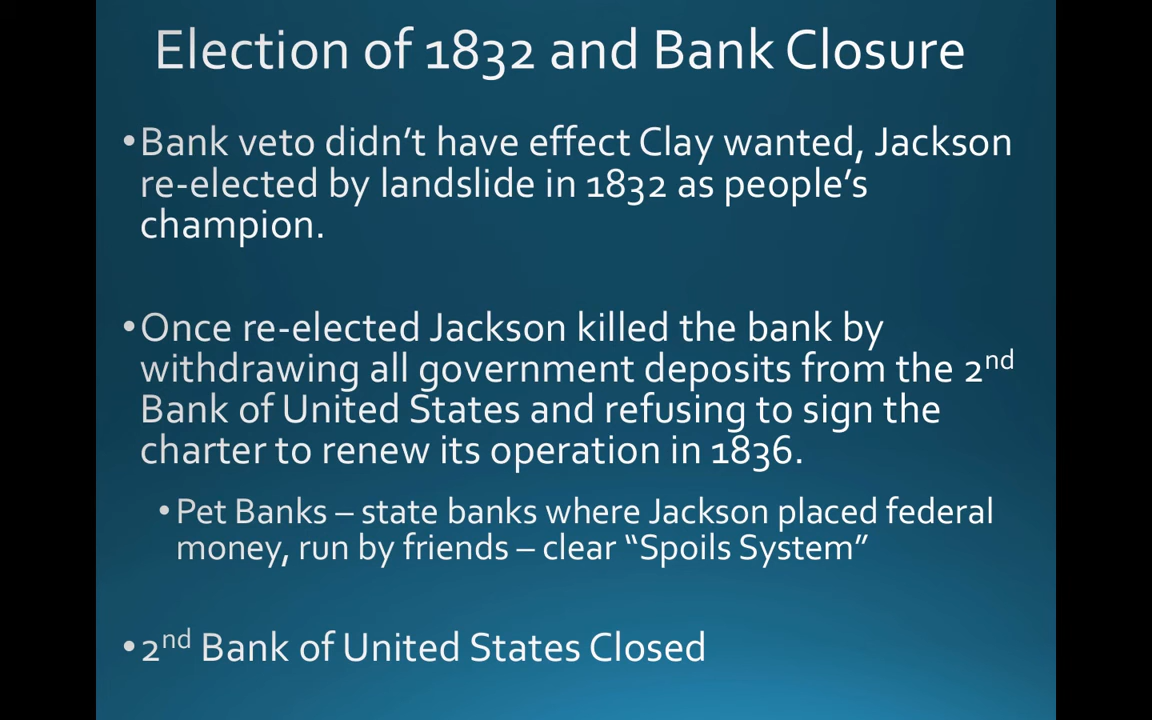 Election of 1832 and Bank Closure
•Bank veto didn’t have effect Clay wanted, Jackson
re-elected by landslide in 1832 as people’s
champion.
•Once re-elected Jackson killed the bank by
withdrawing all government deposits from the 2nd
Bank of United States and refusing to sign the
charter to renew its operation in 1836.
•Pet Banks – state banks where Jackson placed federal
money, run by friends – clear “Spoils System”
•2nd Bank of United States Closed